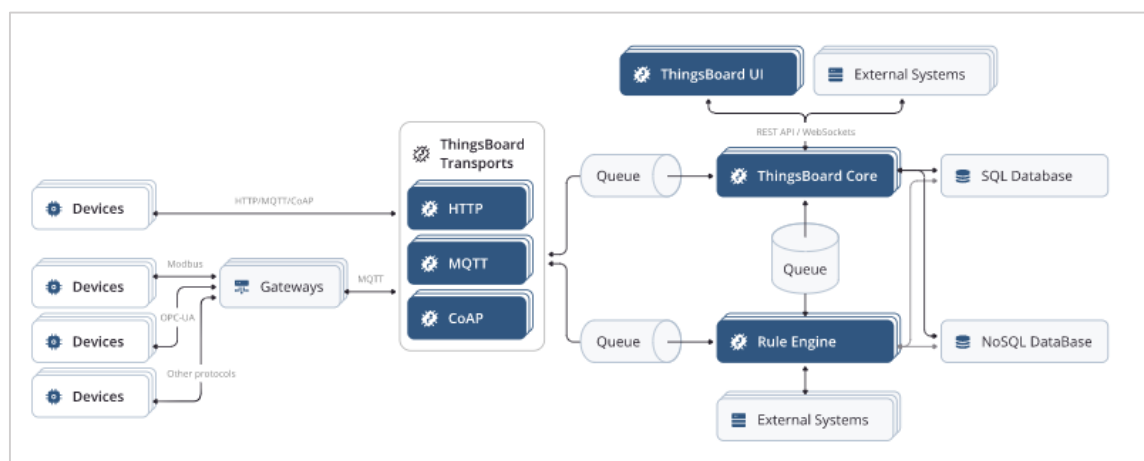 ThingsBoard UI
External Systems
REST API / WebSockets
ThingsBoard
Transports
Queue
ThingsBoard Core
SQL Database
Devices
HTTP/MQTT/CoAP
HTTP
Devices
Modbus
Gateways
MQTT
MQTT
Queue
OPC-UA
Devices
CoAP
Queue
Rule Engine
NoSQL DataBase
Other protocols
Devices
External Systems